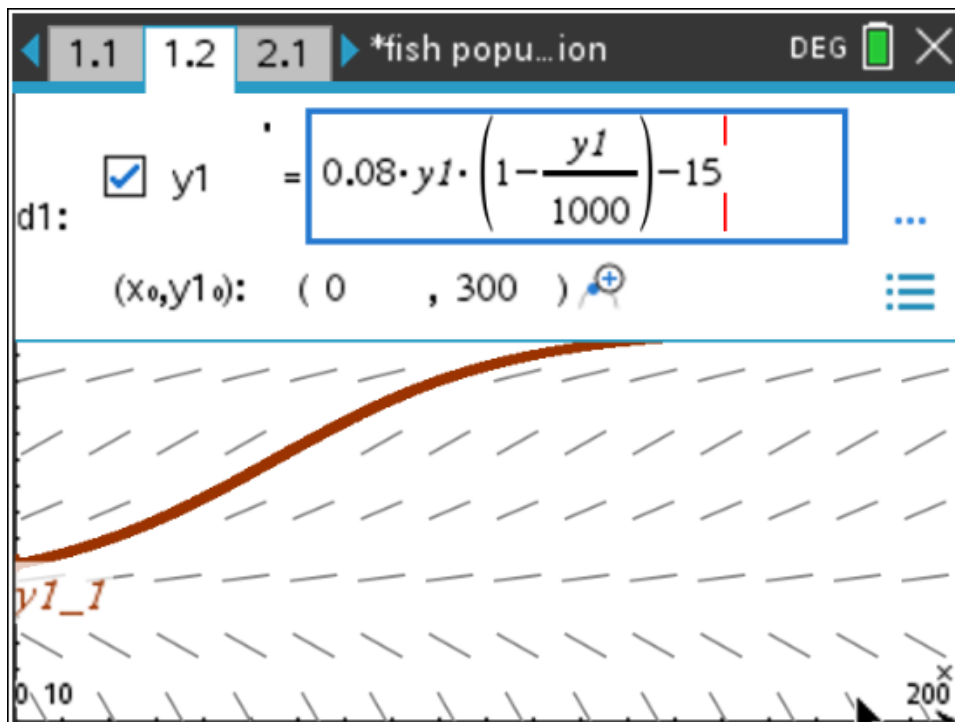 1.1 1.2 2.1 *fish popu...ion DEG
d1: y1' = 0.08·y1·(1−y1/1000)−15
...
(x₀,y1₀): ( 0 , 300 )
y1_1
0 10
x
200